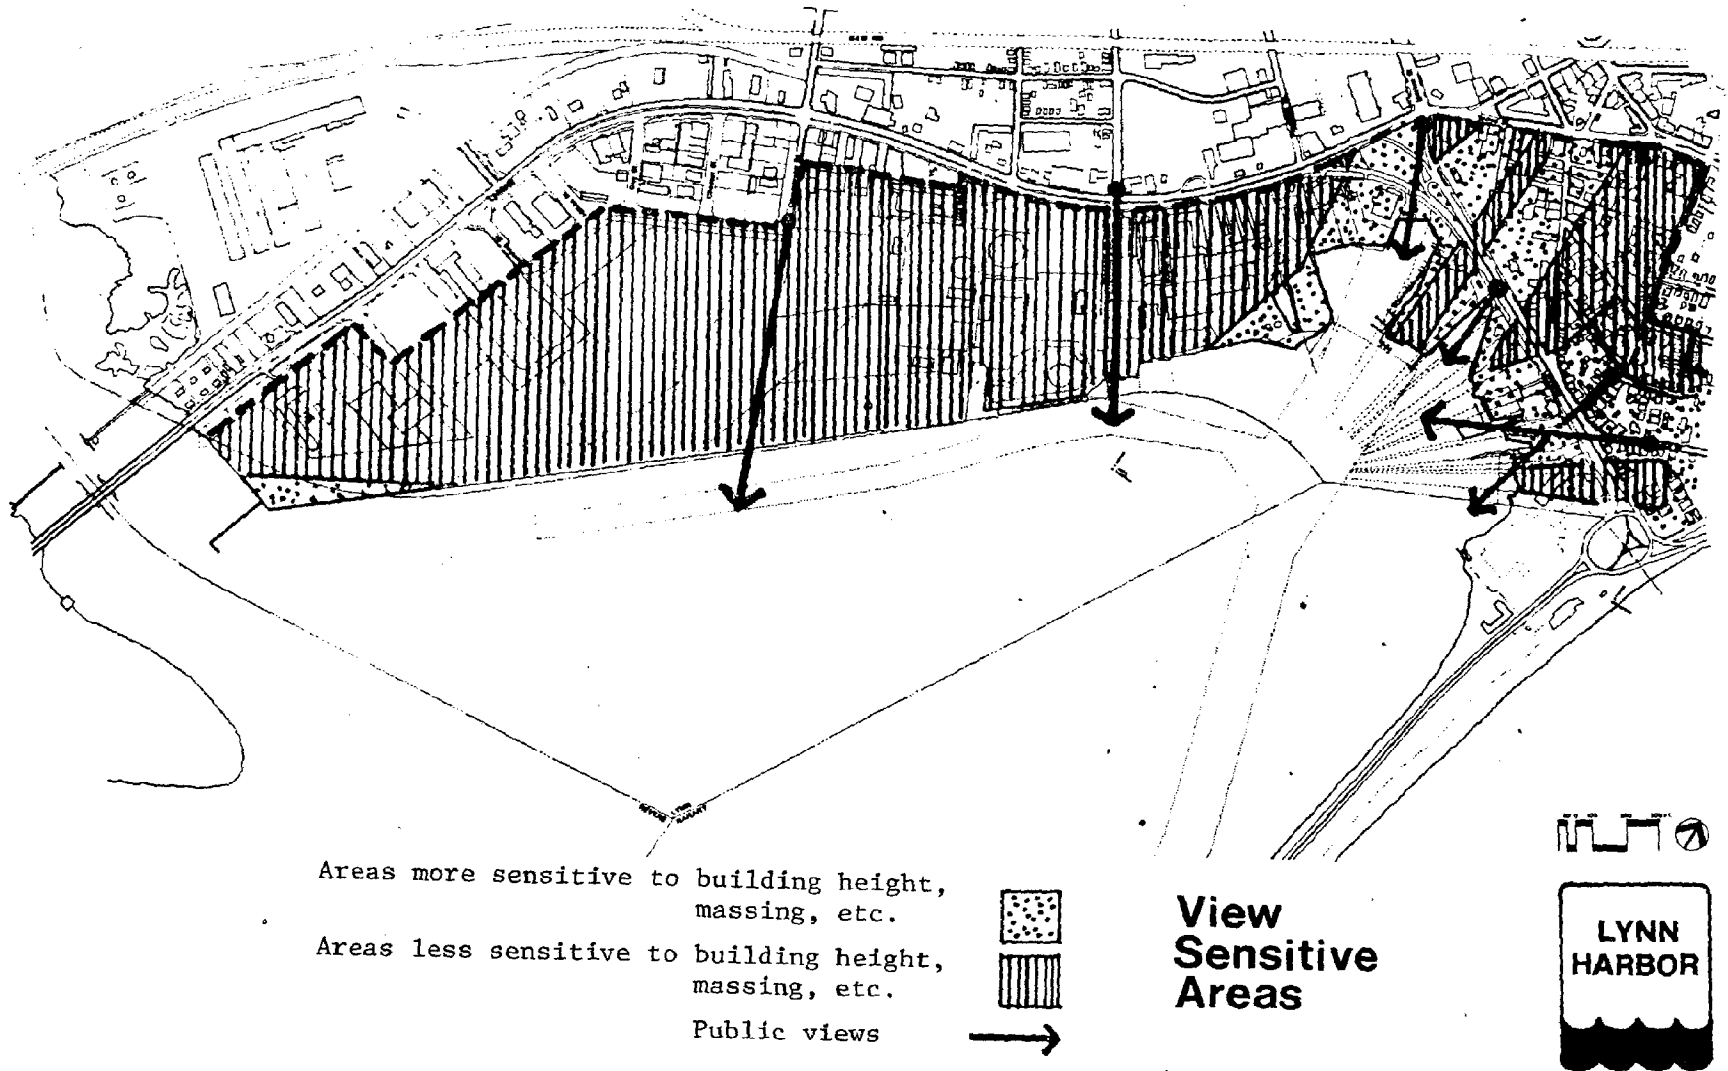 Areas more sensitive to building height,
massing, etc.
Areas less sensitive to building height,
massing, etc.
Public views
View
Sensitive
Areas
LYNN
HARBOR